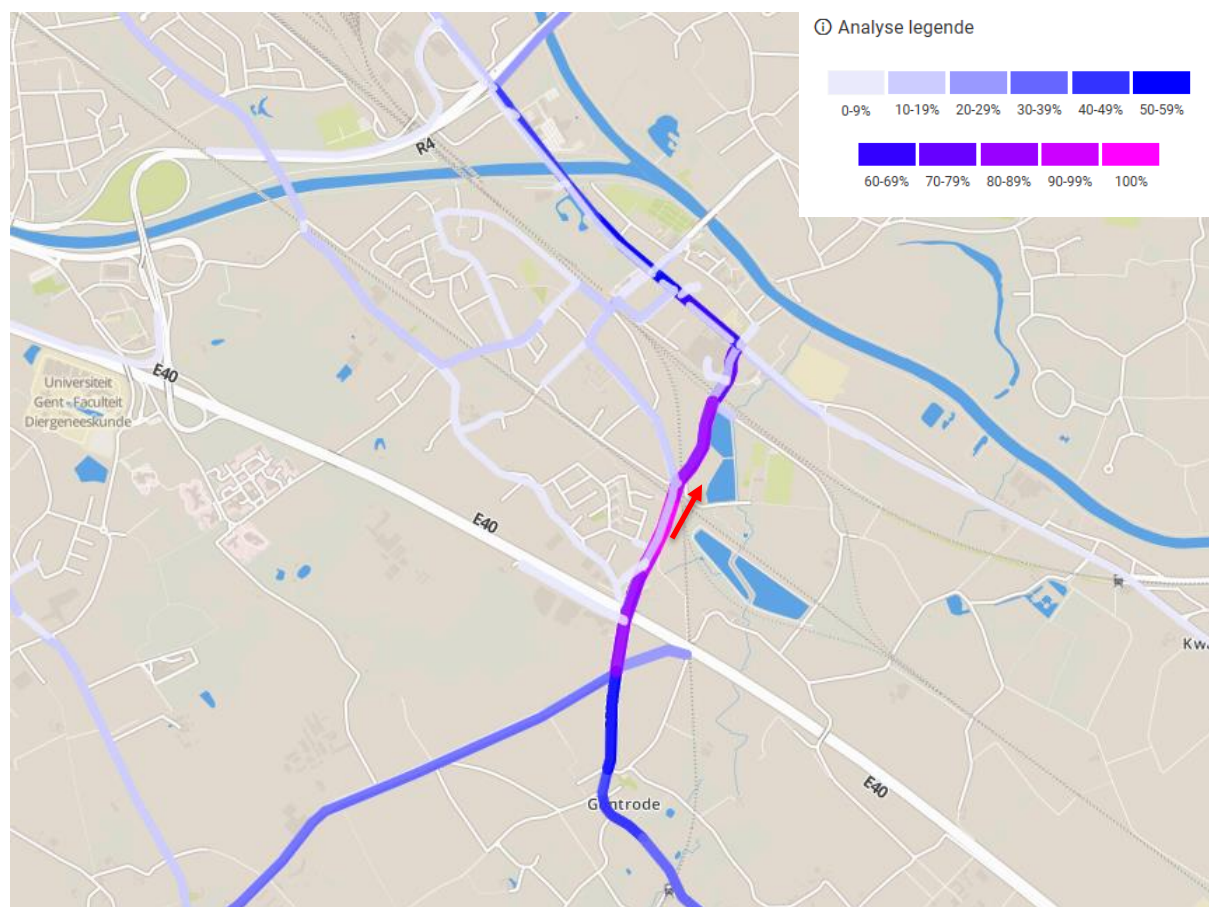 Analyse legende
0-9%
10-19%
20-29%
30-39%
40-49%
50-59%
60-69%
70-79%
80-89%
90-99%
100%
R4
E40
Universiteit
Gent - Faculteit
Diergeneeskunde
E40
Kwa
E40
Gontrode